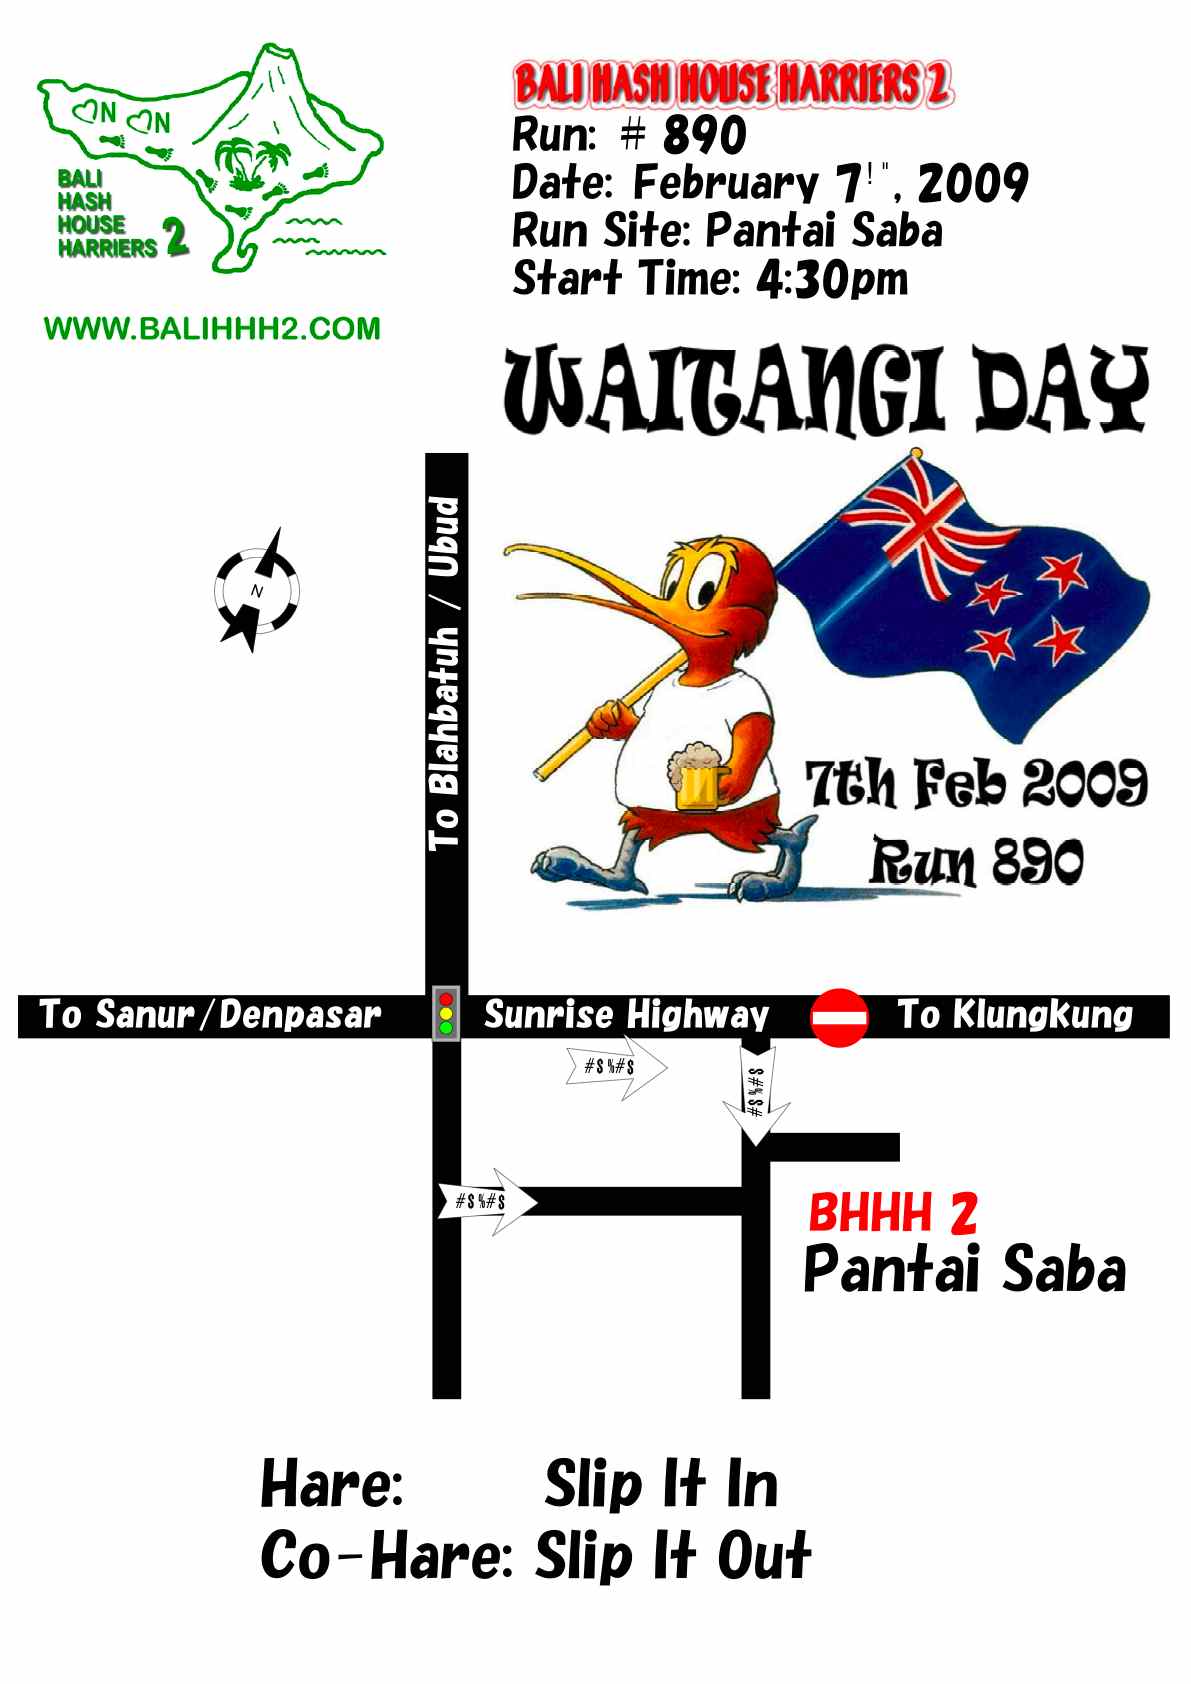 ON ON
BALI
HASH
HOUSE
HARRIERS 2
WWW.BALIHHH2.COM
BALI HASH HOUSE HARRIERS 2
Run: # 890
Date: February 7!", 2009
Run Site: Pantai Saba
Start Time: 4:30pm
WAITANGI DAY
N
To Blahbatuh / Ubud
7th Feb 2009
Run 890
To Sanur/Denpasar
Sunrise Highway
To Klungkung
#$%#$
#$%#$
#$%#$
BHHH 2
Pantai Saba
Hare: Slip It In
Co-Hare: Slip It Out